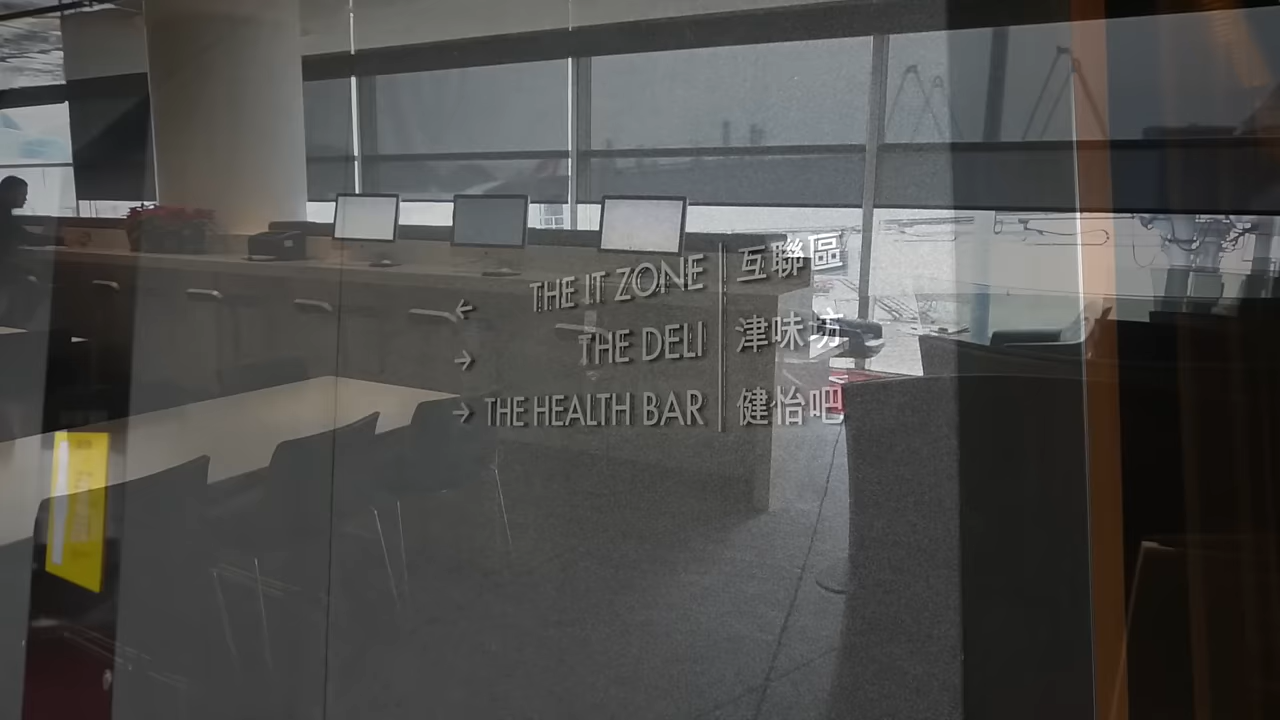 ← THE IT ZONE | 互聯區
→ THE DELI | 津味坊
→ THE HEALTH BAR | 健怡吧